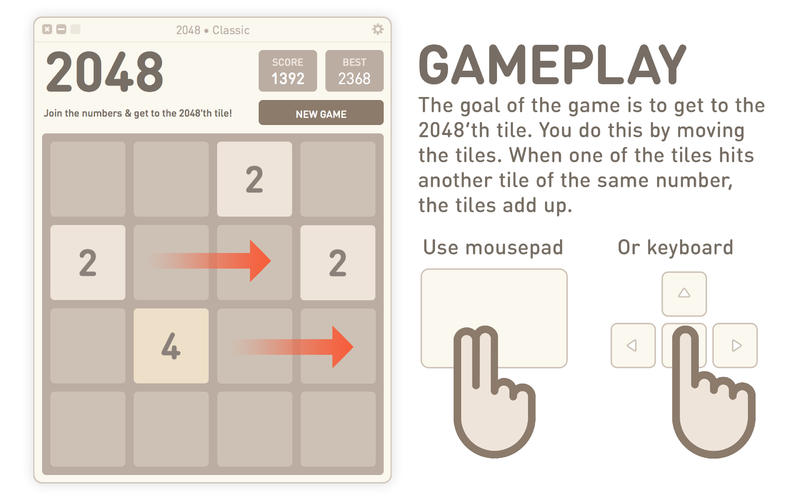 2048 • Classic
2048
SCORE
1392
BEST
2368
Join the numbers & get to the 2048'th tile!
NEW GAME
2
2
2
4
GAMEPLAY
The goal of the game is to get to the
2048’th tile. You do this by moving
the tiles. When one of the tiles hits
another tile of the same number,
the tiles add up.
Use mousepad
Or keyboard